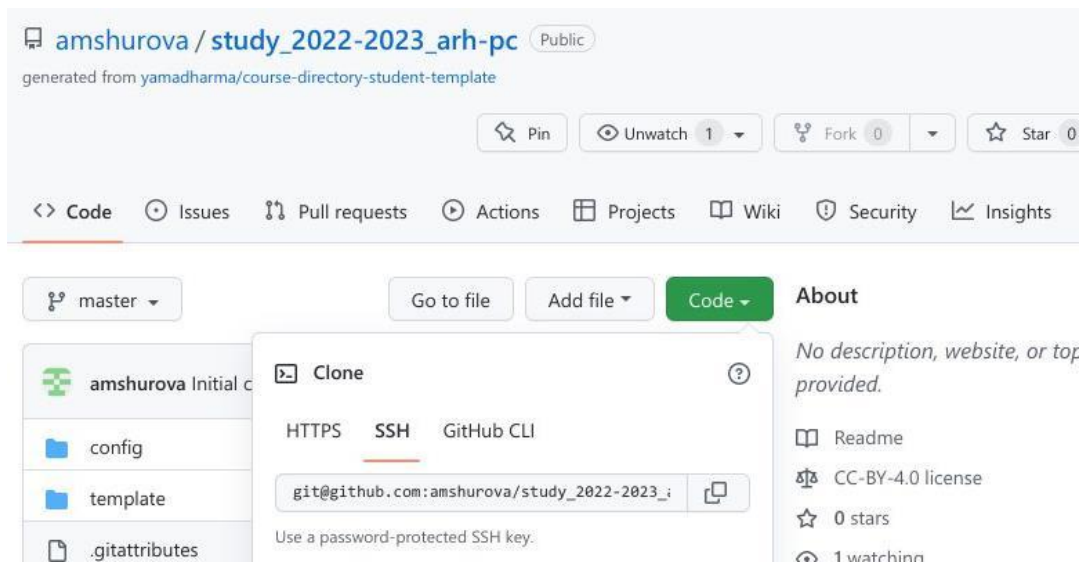 amshurova / study_2022-2023_arh-pc Public
generated from yamadharma/course-directory-student-template
Pin Unwatch 1 Fork 0 Star 0
Code Issues Pull requests Actions Projects Wiki Security Insights
master Go to file Add file Code About
No description, website, or top
provided.
amshurova Initial c
Clone
HTTPS SSH GitHub CLI
config
Readme
git@github.com:amshurova/study_2022-2023_a
CC-BY-4.0 license
template
0 stars
Use a password-protected SSH key.
.gitattributes
1 watching